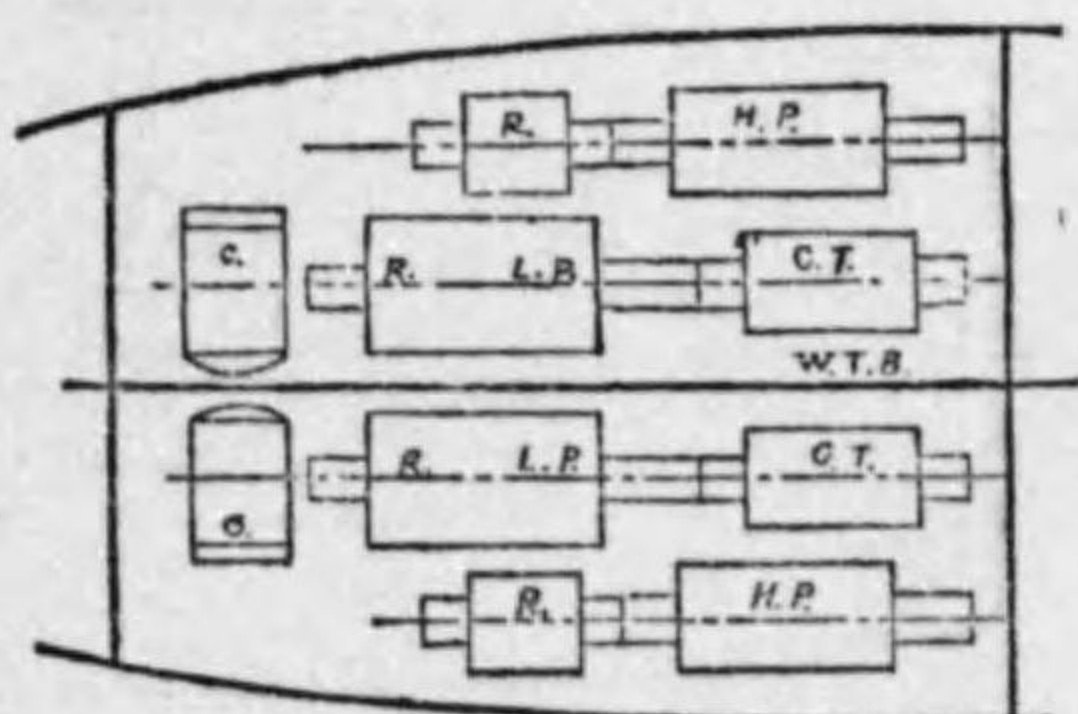 R. H. P.
C. R. L. P. C. T.
W. T. B.
R. L. P. C. T.
C.
R. H. P.